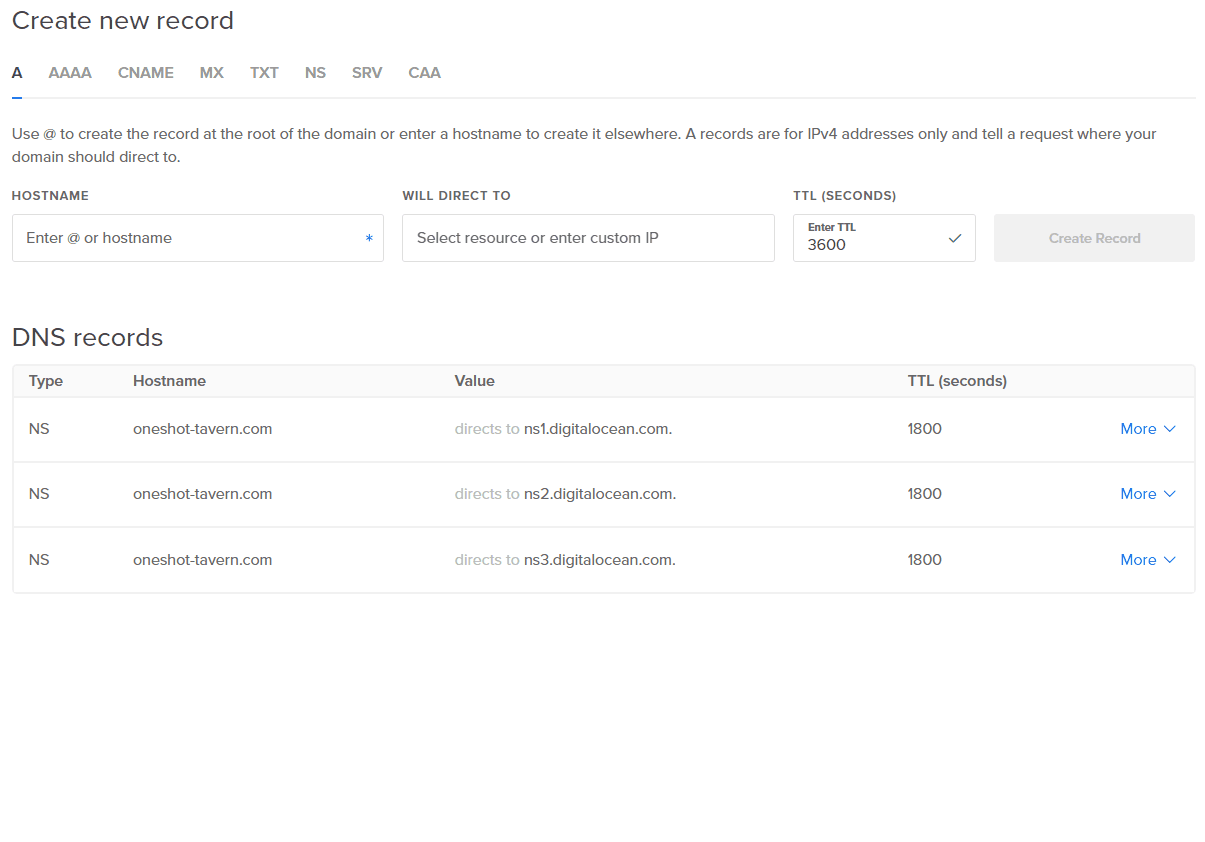 Create new record
A AAAA CNAME MX TXT NS SRV CAA
Use @ to create the record at the root of the domain or enter a hostname to create it elsewhere. A records are for IPv4 addresses only and tell a request where your
domain should direct to.
HOSTNAME WILL DIRECT TO TTL (SECONDS)
Enter @ or hostname * Select resource or enter custom IP Enter TTL
3600 Create Record
DNS records
Type Hostname Value TTL (seconds)
NS oneshot-tavern.com directs to ns1.digitalocean.com. 1800 More
NS oneshot-tavern.com directs to ns2.digitalocean.com. 1800 More
NS oneshot-tavern.com directs to ns3.digitalocean.com. 1800 More